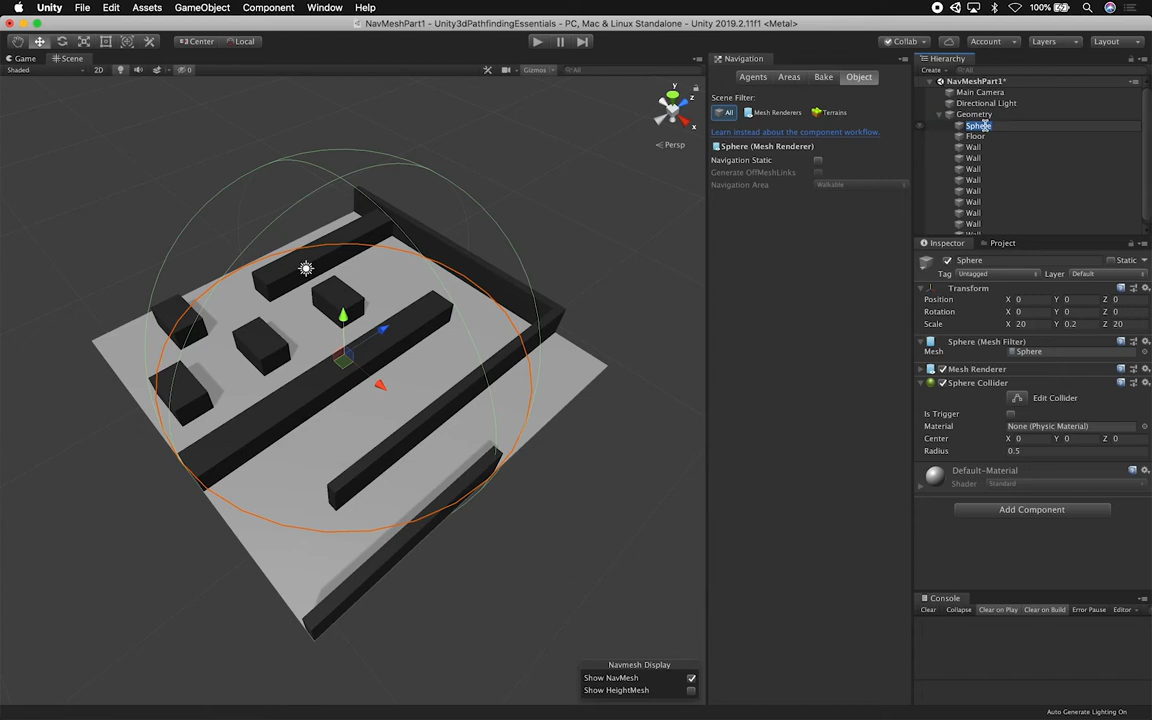 Unity File Edit Assets GameObject Component Window Help 100%
NavMeshPart1 - Unity3dPathfindingEssentials - PC, Mac & Linux Standalone - Unity 2019.2.11f1 <Metal>
Center Local Collab Account Layers Layout
Game Scene
Shaded 2D 0 Gizmos All
y
z
x
Persp
Navigation
Agents Areas Bake Object
Scene Filter:
All Mesh Renderers Terrains
Learn instead about the component workflow.
Sphere (Mesh Renderer)
Navigation Static
Generate OffMeshLinks
Navigation Area Walkable
Navmesh Display
Show NavMesh
Show HeightMesh
Hierarchy
Create All
NavMeshPart1*
Main Camera
Directional Light
Geometry
Sphere
Floor
Wall
Wall
Wall
Wall
Wall
Wall
Wall
Wall
Wall
Inspector Project
Sphere Static
Tag Untagged Layer Default
Transform
Position X 0 Y 0 Z 0
Rotation X 0 Y 0 Z 0
Scale X 20 Y 0.2 Z 20
Sphere (Mesh Filter)
Mesh Sphere
Mesh Renderer
Sphere Collider
Edit Collider
Is Trigger
Material None (Physic Material)
Center X 0 Y 0 Z 0
Radius 0.5
Default-Material
Shader Standard
Add Component
Console
Clear Collapse Clear on Play Clear on Build Error Pause Editor
Auto Generate Lighting On